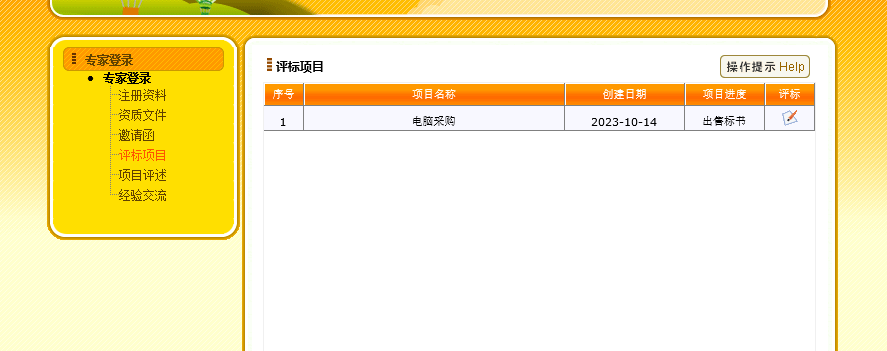 专家登录
专家登录
注册资料
资质文件
邀请函
评标项目
项目评述
经验交流
评标项目
操作提示 Help
序号 项目名称 创建日期 项目进度 评标
1 电脑采购 2023-10-14 出售标书